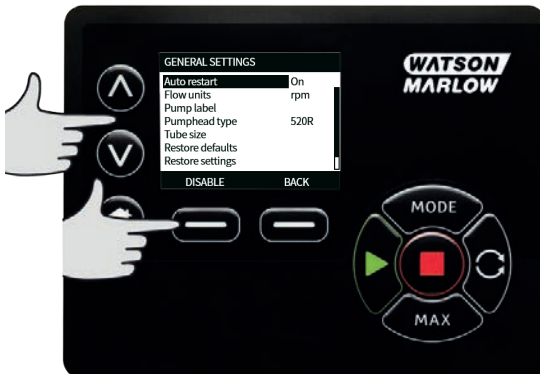 GENERAL SETTINGS
Auto restart On
Flow units rpm
Pump label
Pumphead type 520R
Tube size
Restore defaults
Restore settings
DISABLE BACK
WATSON
MARLOW
MODE
MAX